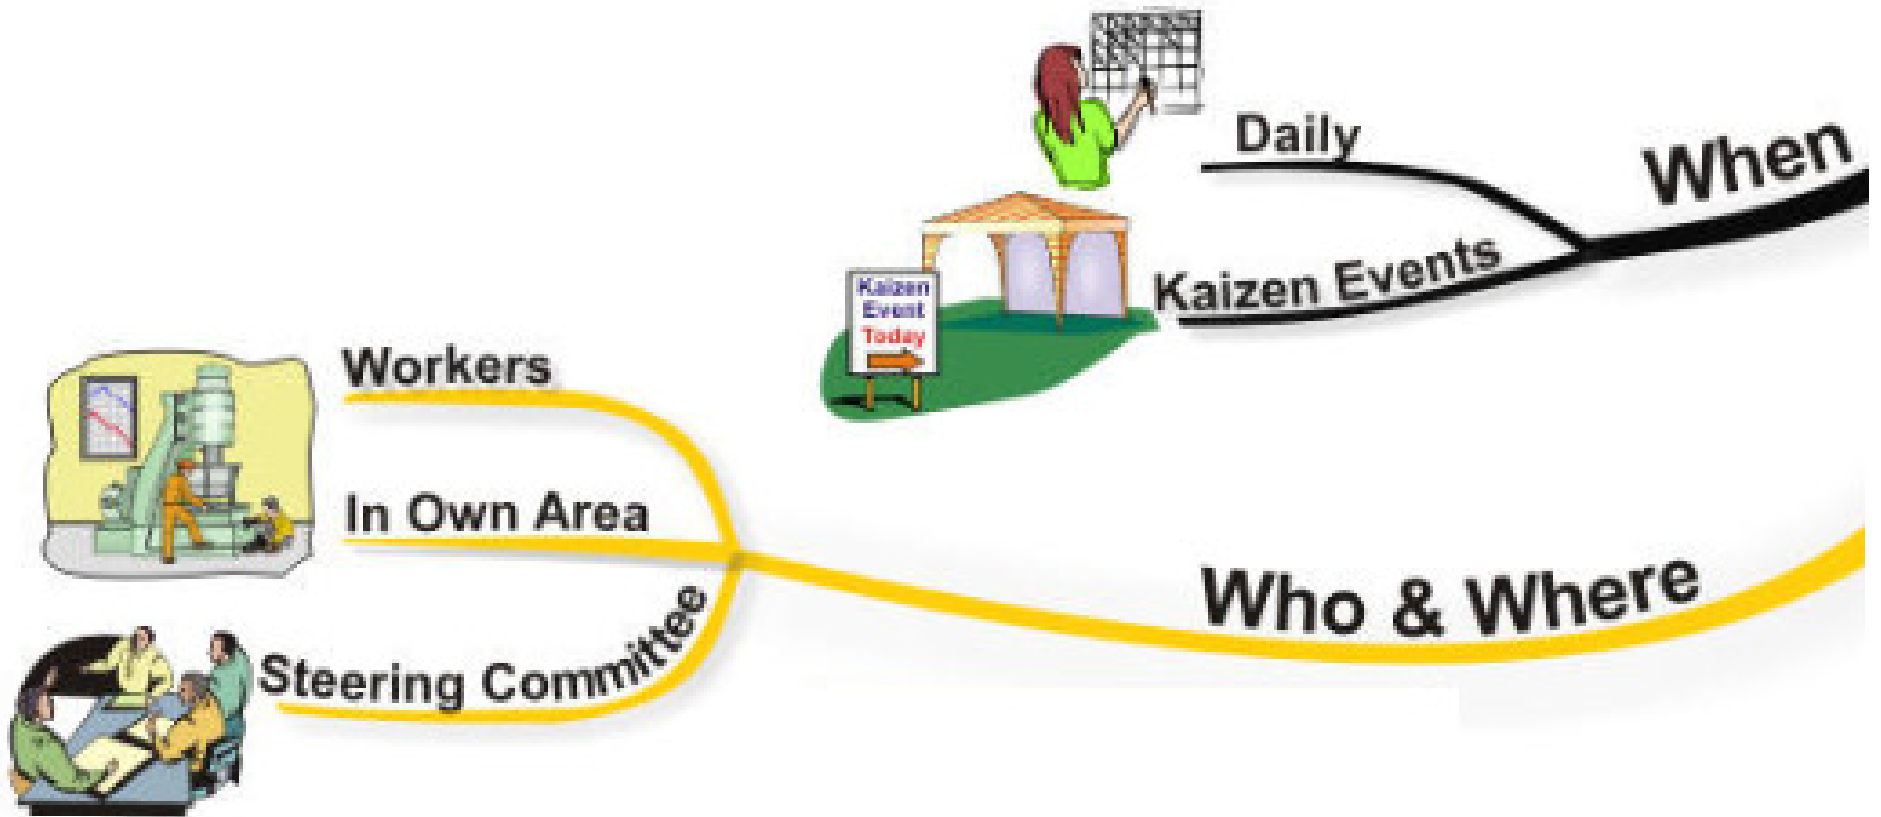 Daily
When
Kaizen Events
Kaizen
Event
Today
Workers
In Own Area
Steering Committee
Who & Where